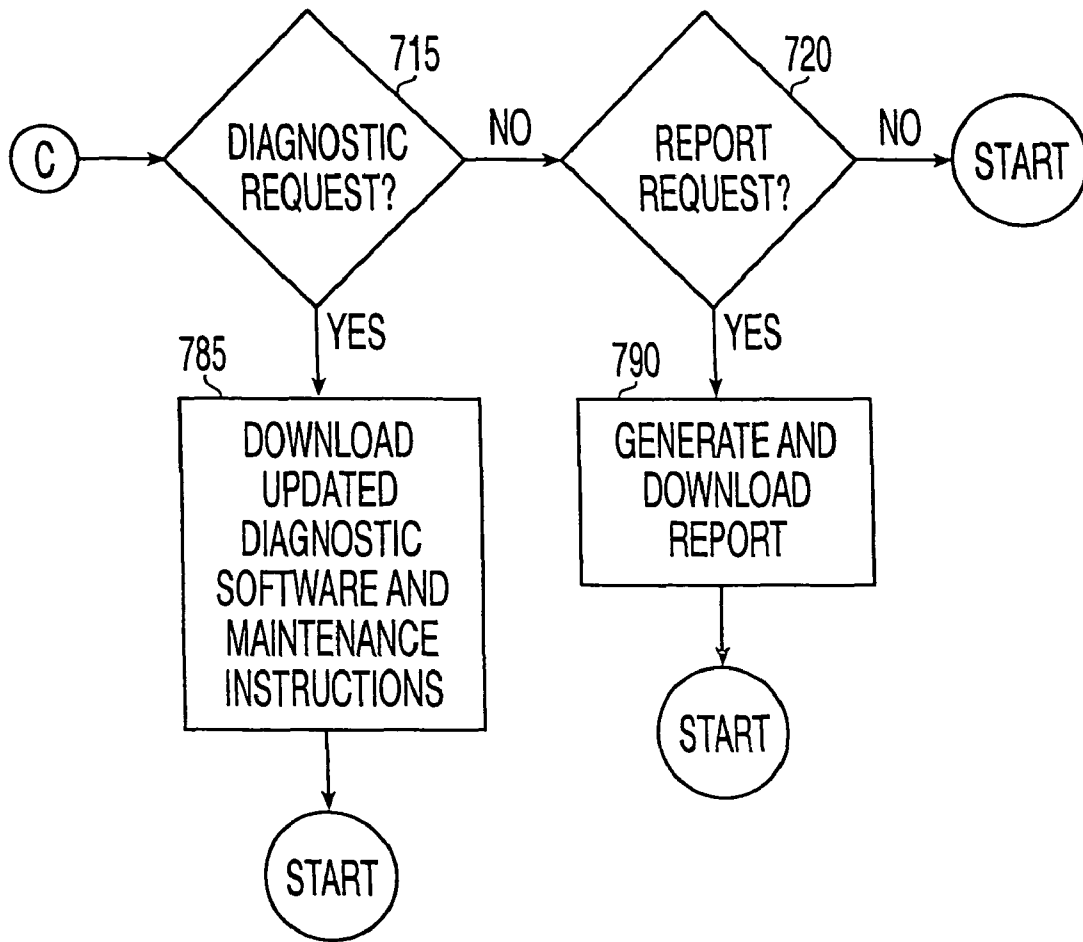 C
715
DIAGNOSTIC
REQUEST?
NO
720
REPORT
REQUEST?
NO
START
YES
785
DOWNLOAD
UPDATED
DIAGNOSTIC
SOFTWARE AND
MAINTENANCE
INSTRUCTIONS
START
YES
790
GENERATE AND
DOWNLOAD
REPORT
START